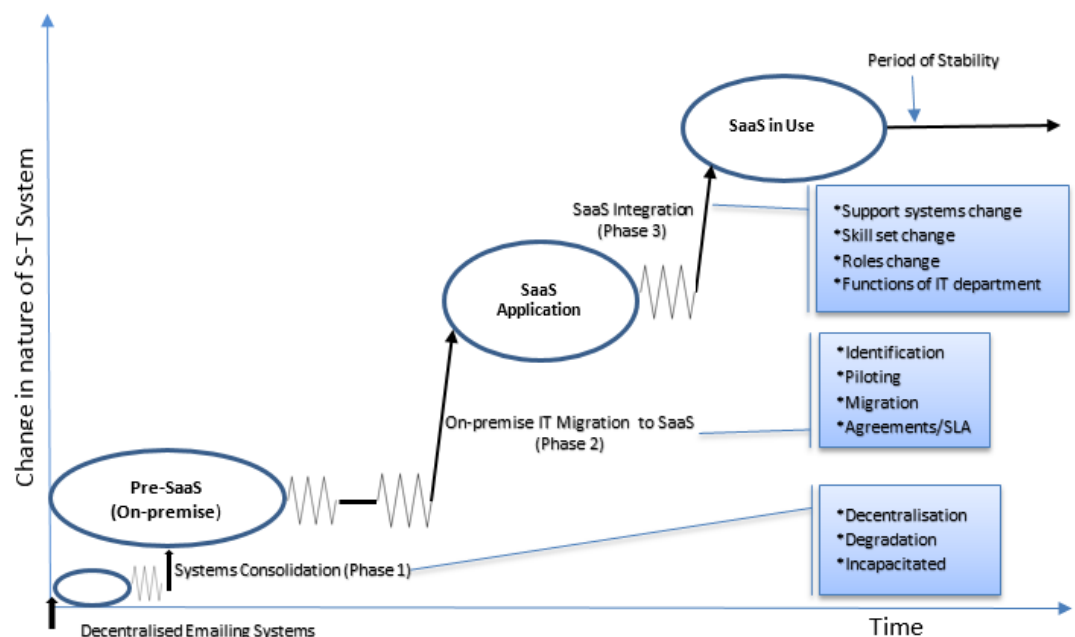 Period of Stability
SaaS in Use
Change in nature of S-T System
SaaS Integration
(Phase 3)
*Support systems change
*Skill set change
*Roles change
*Functions of IT department
SaaS
Application
*Identification
*Piloting
*Migration
*Agreements/SLA
On-premise IT Migration to SaaS
(Phase 2)
Pre-SaaS
(On-premise)
*Decentralisation
*Degradation
*Incapacitated
Systems Consolidation (Phase 1)
Decentralised Emailing Systems
Time